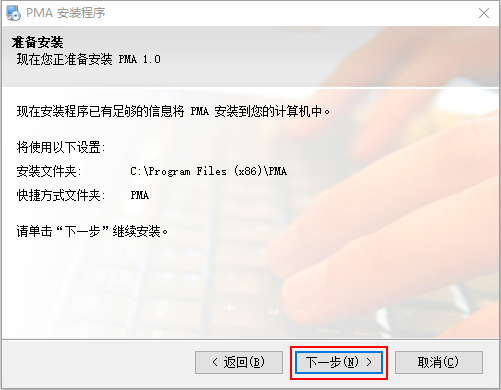 PMA 安装程序
准备安装
现在您正准备安装 PMA 1.0
现在安装程序已有足够的信息将 PMA 安装到您的计算机中。
将使用以下设置:
安装文件夹: C:\Program Files (x86)\PMA
快捷方式文件夹: PMA
请单击“下一步”继续安装。
< 返回(B) 下一步(N) > 取消(C)